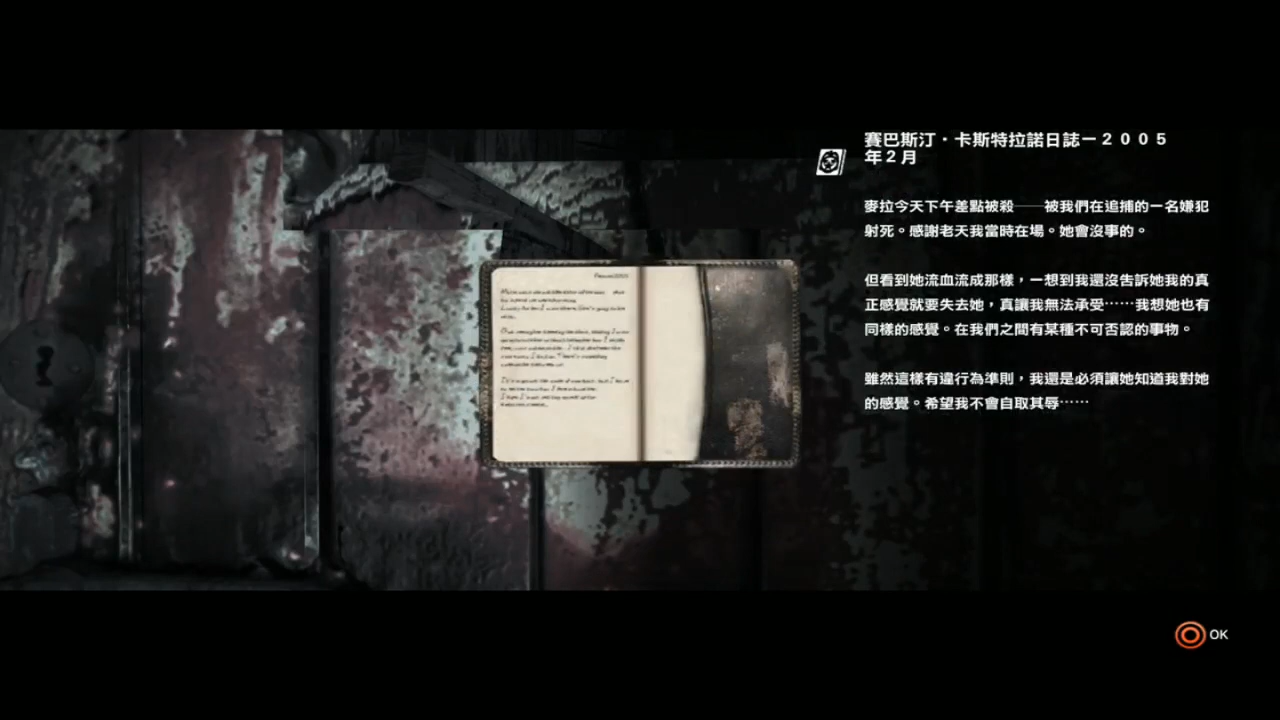 賽巴斯汀·卡斯特拉諾日誌－２００５
年２月
麥拉今天下午差點被殺──被我們在追捕的一名嫌犯
射死。感謝老天我當時在場。她會沒事的。
但看到她流血流成那樣，一想到我還沒告訴她我的真
正感覺就要失去她，真讓我無法承受……我想她也有
同樣的感覺。在我們之間有某種不可否認的事物。
雖然這樣有違行為準則，我還是必須讓她知道我對她
的感覺。希望我不會自取其辱……
OK